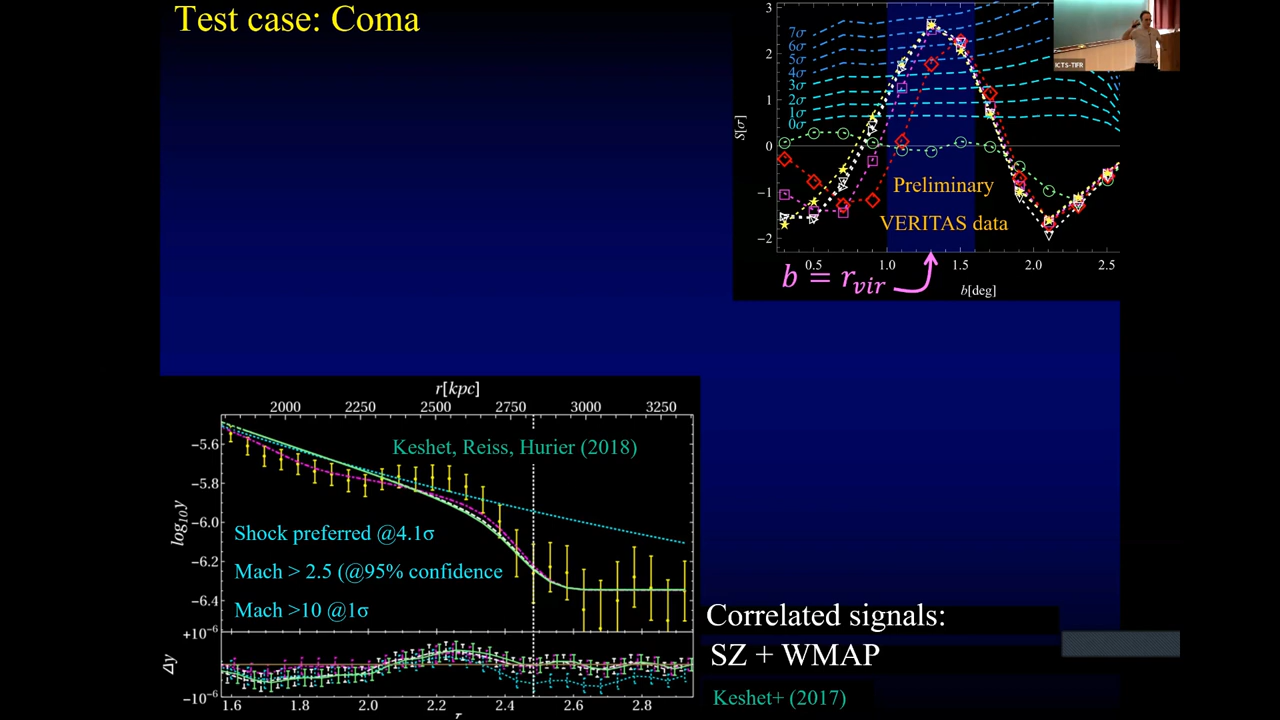 Test case: Coma
ICTS-TIFR
3
2
1
0
−1
−2
S[σ]
7σ
6σ
5σ
4σ
3σ
2σ
1σ
0σ
Preliminary
VERITAS data
0.5
1.0
1.5
2.0
2.5
b[deg]
b = r_vir
r[kpc]
2000
2250
2500
2750
3000
3250
−5.6
−5.8
−6.0
−6.2
−6.4
log₁₀y
Keshet, Reiss, Hurier (2018)
Shock preferred @4.1σ
Mach > 2.5 (@95% confidence
Mach >10 @1σ
+10⁻⁶
−10⁻⁶
Δy
1.6
1.8
2.0
2.2
2.4
2.6
2.8
Correlated signals:
SZ + WMAP
Keshet+ (2017)